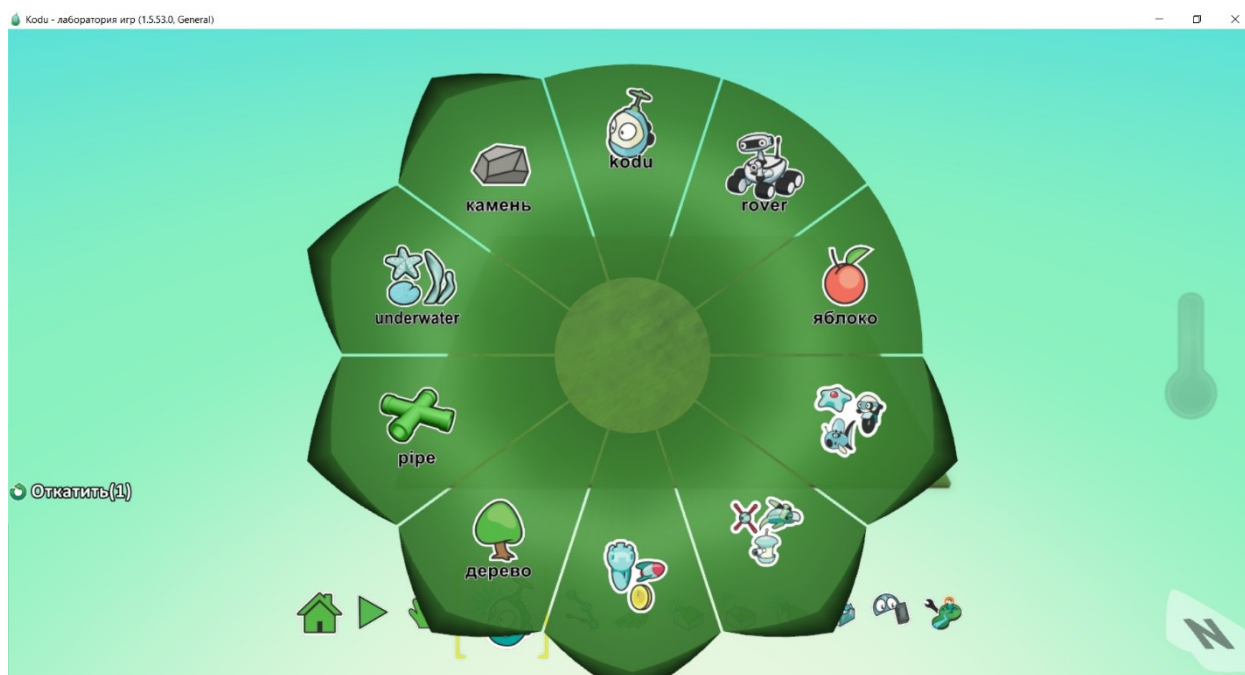 Kodu - лаборатория игр (1.5.53.0, General)
kodu
камень
rover
underwater
яблоко
pipe
Откатить(1)
дерево
N